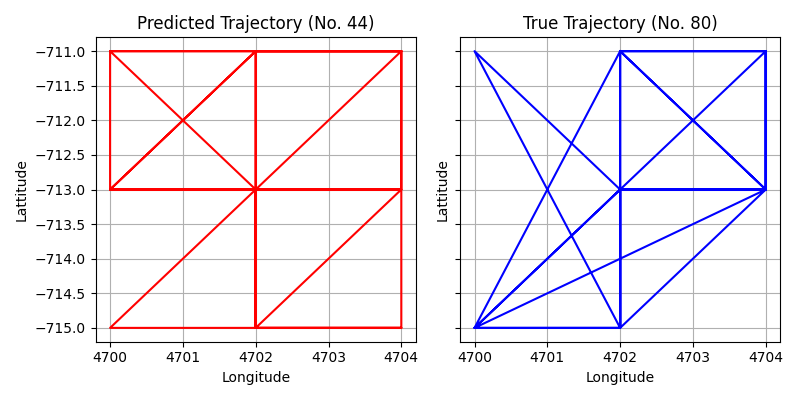 Predicted Trajectory (No. 44)
True Trajectory (No. 80)
−711.0
−711.5
−712.0
−712.5
−713.0
−713.5
−714.0
−714.5
−715.0
Lattitude
Lattitude
4700 4701 4702 4703 4704
4700 4701 4702 4703 4704
Longitude
Longitude